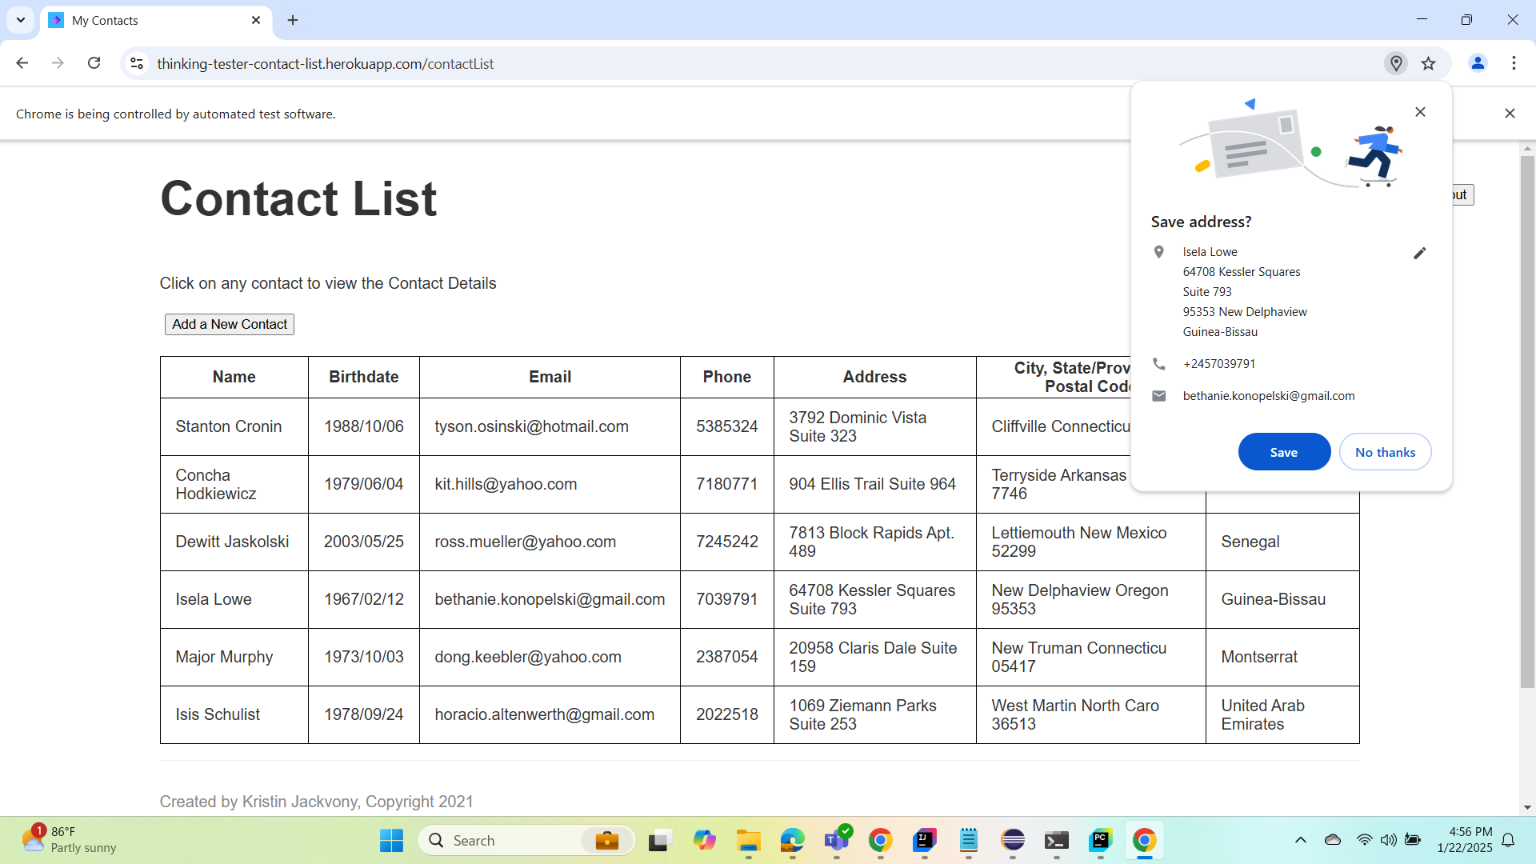 My Contacts
thinking-tester-contact-list.herokuapp.com/contactList
Chrome is being controlled by automated test software.
Contact List
out
Click on any contact to view the Contact Details
Add a New Contact
Name Birthdate Email Phone Address City, State/Prov
Postal Code
Stanton Cronin 1988/10/06 tyson.osinski@hotmail.com 5385324 3792 Dominic Vista
Suite 323 Cliffville Connecticu
Concha
Hodkiewicz 1979/06/04 kit.hills@yahoo.com 7180771 904 Ellis Trail Suite 964 Terryside Arkansas
7746
Dewitt Jaskolski 2003/05/25 ross.mueller@yahoo.com 7245242 7813 Block Rapids Apt.
489 Lettiemouth New Mexico
52299 Senegal
Isela Lowe 1967/02/12 bethanie.konopelski@gmail.com 7039791 64708 Kessler Squares
Suite 793 New Delphaview Oregon
95353 Guinea-Bissau
Major Murphy 1973/10/03 dong.keebler@yahoo.com 2387054 20958 Claris Dale Suite
159 New Truman Connecticu
05417 Montserrat
Isis Schulist 1978/09/24 horacio.altenwerth@gmail.com 2022518 1069 Ziemann Parks
Suite 253 West Martin North Caro
36513 United Arab
Emirates
Created by Kristin Jackvony, Copyright 2021
Save address?
Isela Lowe
64708 Kessler Squares
Suite 793
95353 New Delphaview
Guinea-Bissau
+2457039791
bethanie.konopelski@gmail.com
Save No thanks
1
86°F
Partly sunny
Search
IJ
PC
4:56 PM
1/22/2025